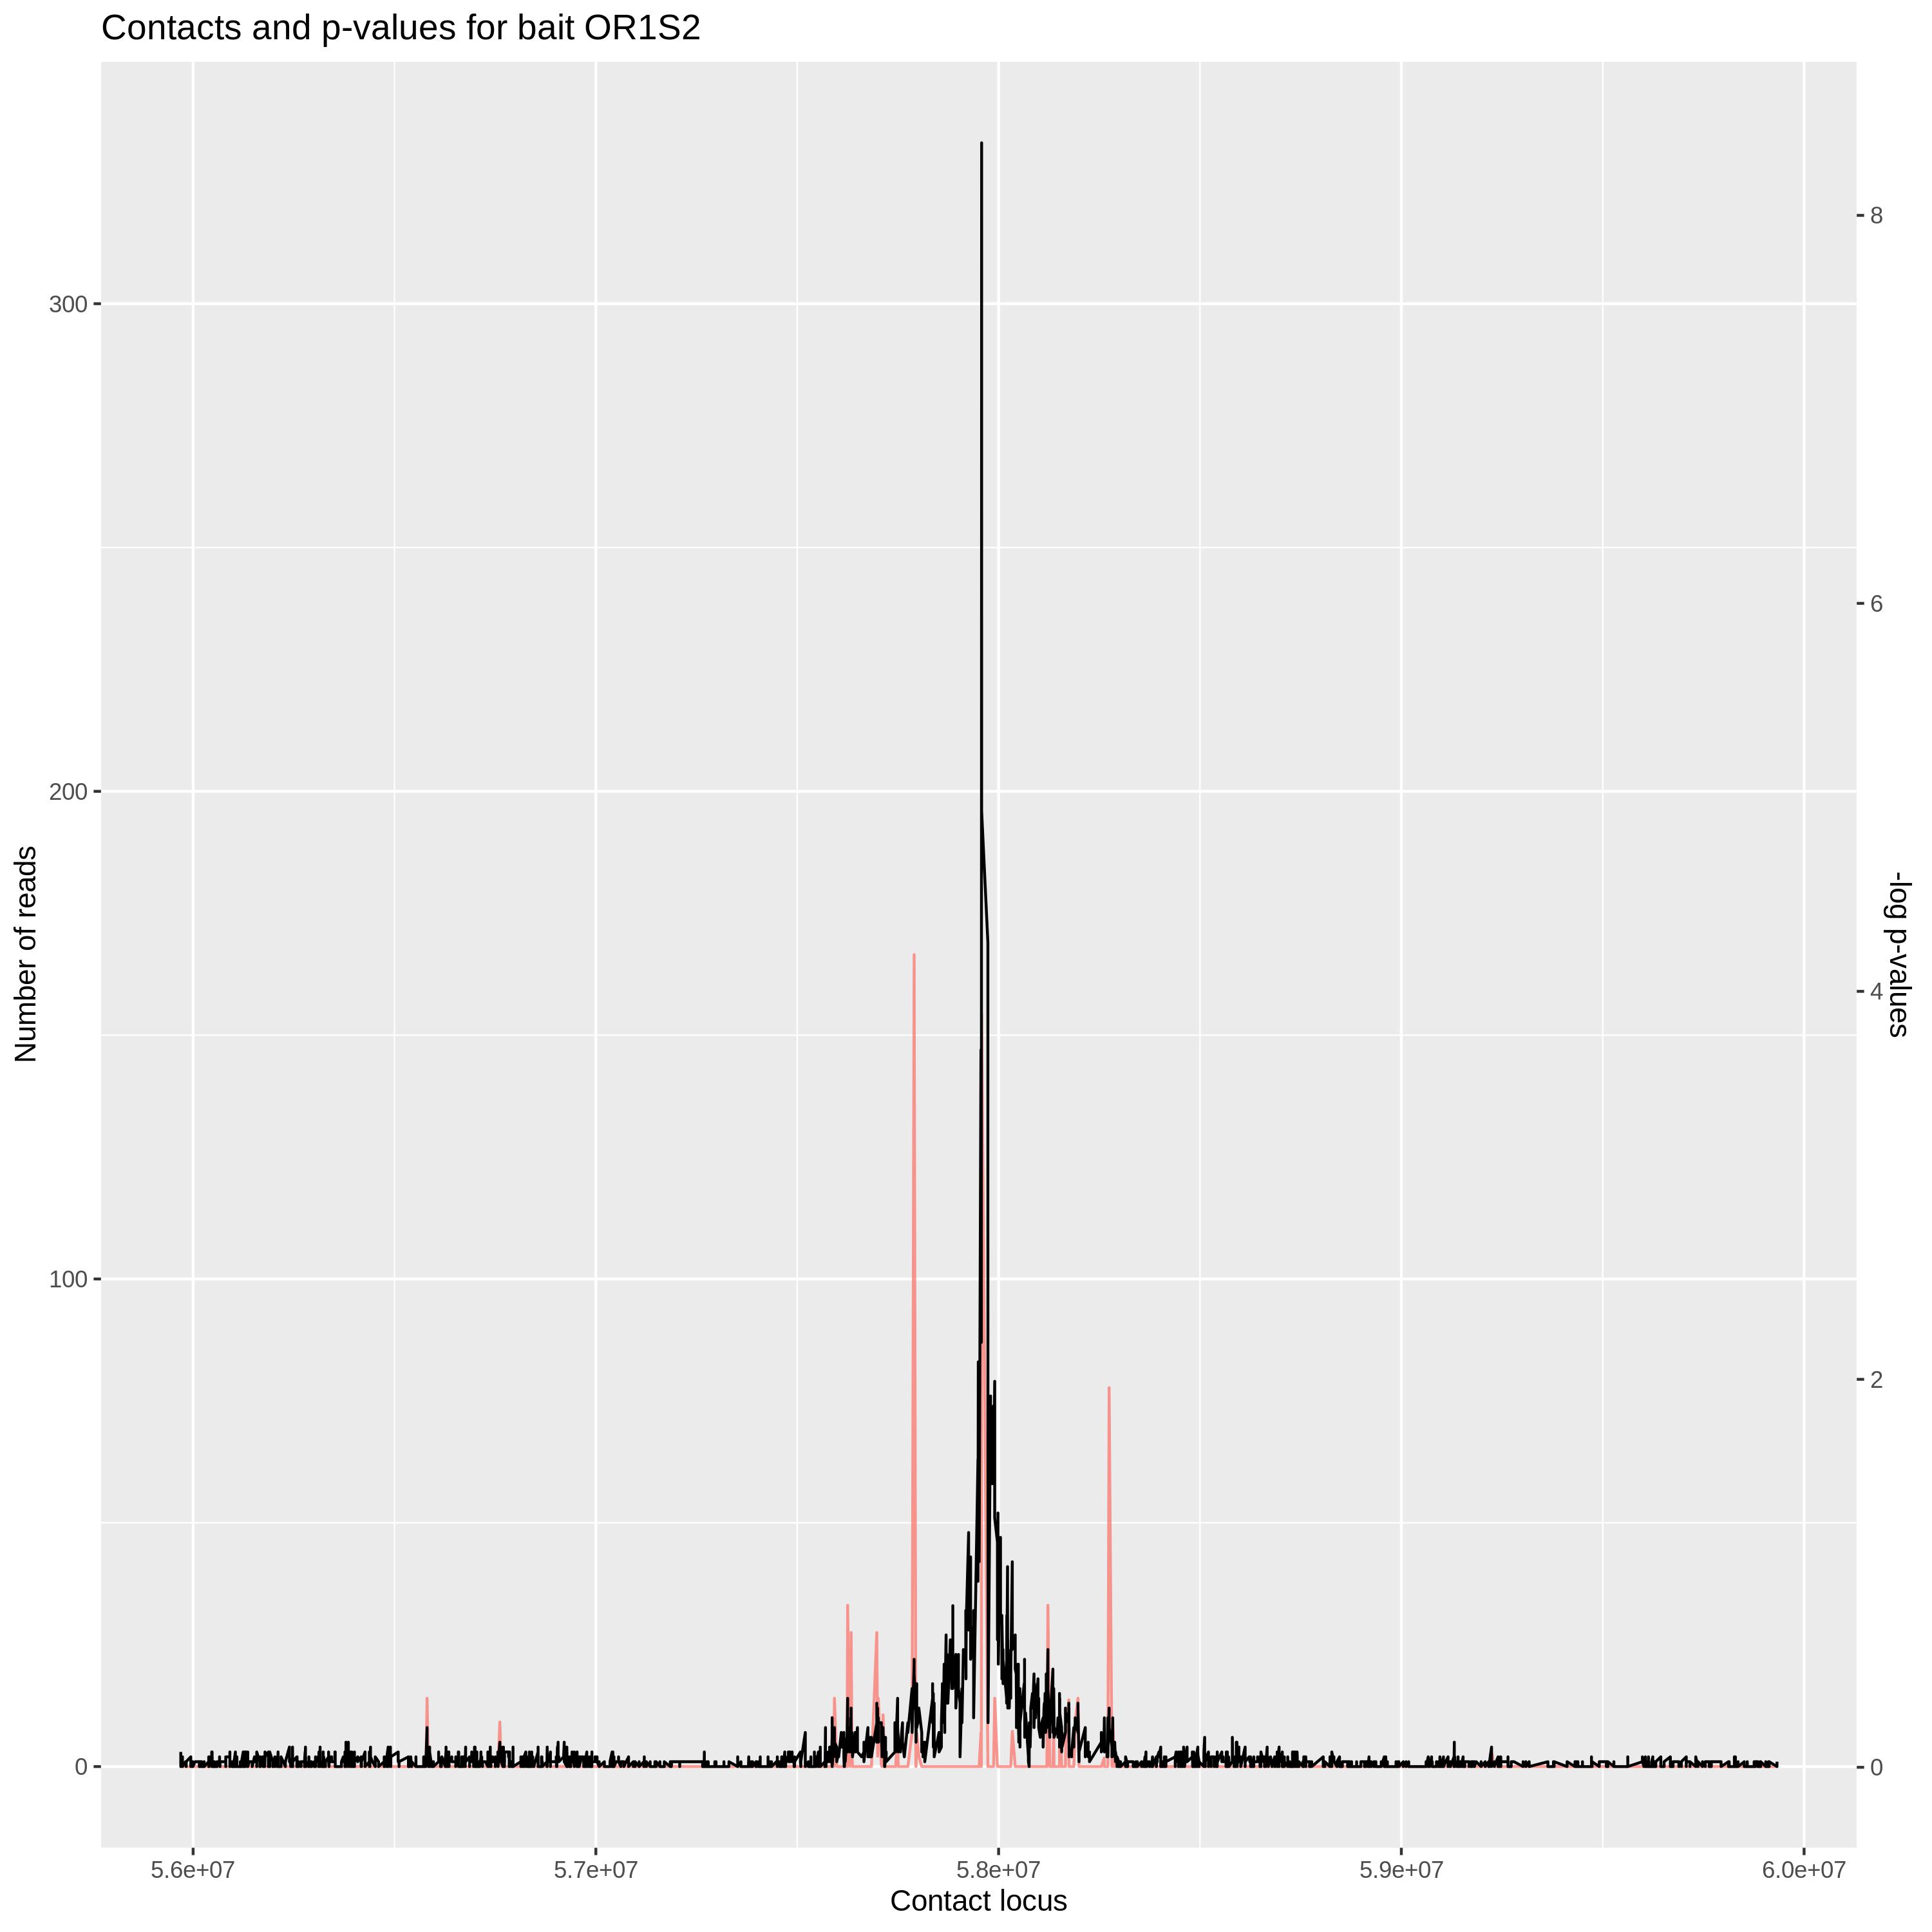 Contacts and p-values for bait OR1S2
300
200
100
0
Number of reads
8
6
4
2
0
-log p-values
5.6e+07
5.7e+07
5.8e+07
5.9e+07
6.0e+07
Contact locus